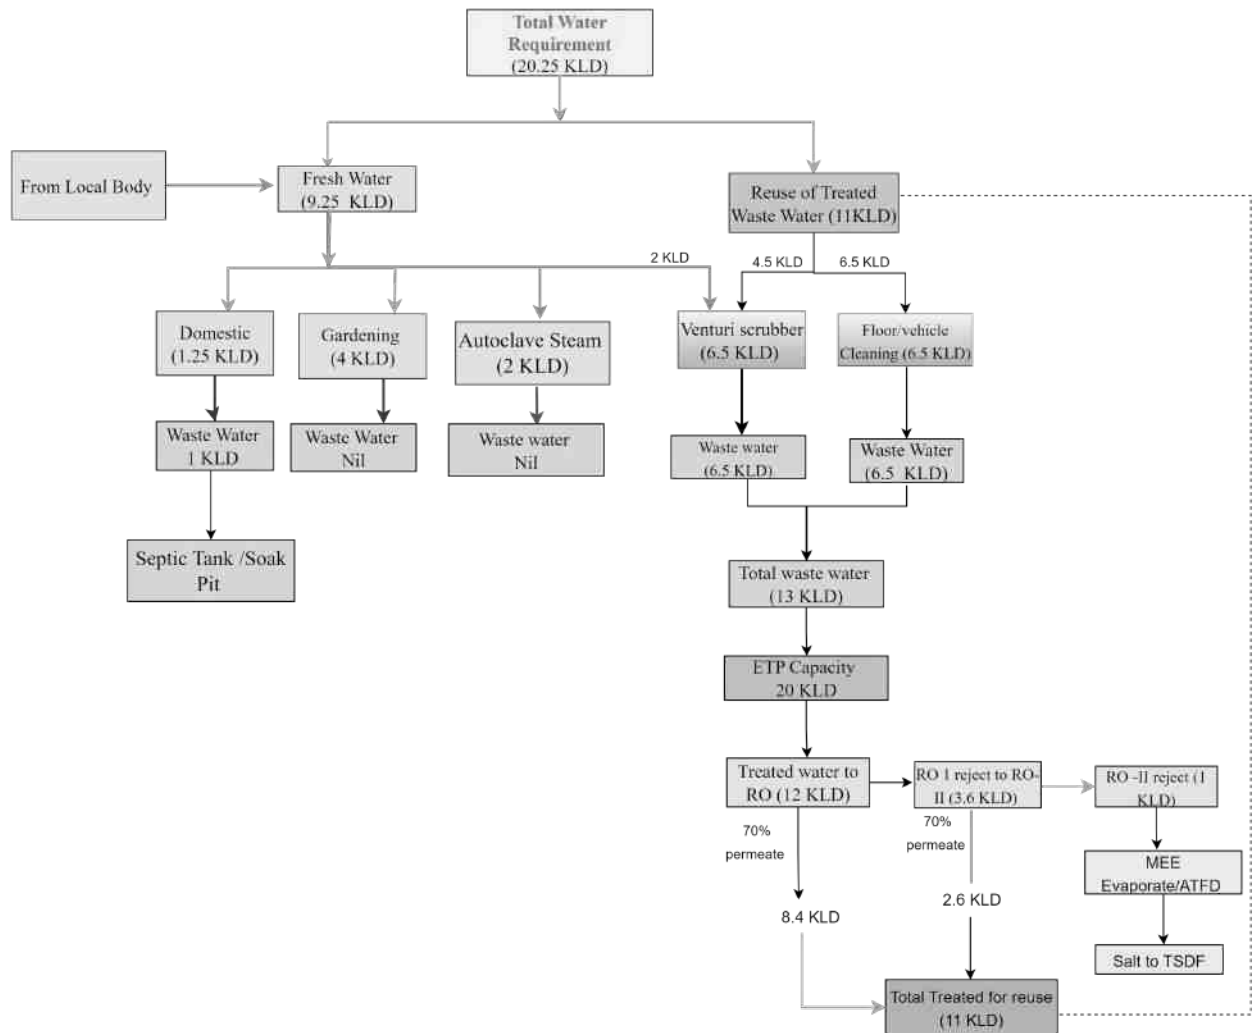 Total Water
Requirement
(20.25 KLD)
From Local Body
Fresh Water
(9.25 KLD)
Reuse of Treated
Waste Water (11KLD)
2 KLD
4.5 KLD
6.5 KLD
Domestic
(1.25 KLD)
Gardening
(4 KLD)
Autoclave Steam
(2 KLD)
Venturi scrubber
(6.5 KLD)
Floor/vehicle
Cleaning (6.5 KLD)
Waste Water
1 KLD
Waste Water
Nil
Waste water
Nil
Waste water
(6.5 KLD)
Waste Water
(6.5 KLD)
Septic Tank /Soak
Pit
Total waste water
(13 KLD)
ETP Capacity
20 KLD
Treated water to
RO (12 KLD)
RO 1 reject to RO-
II (3.6 KLD)
RO -II reject (1
KLD)
70%
permeate
70%
permeate
MEE
Evaporate/ATFD
8.4 KLD
2.6 KLD
Salt to TSDF
Total Treated for reuse
(11 KLD)